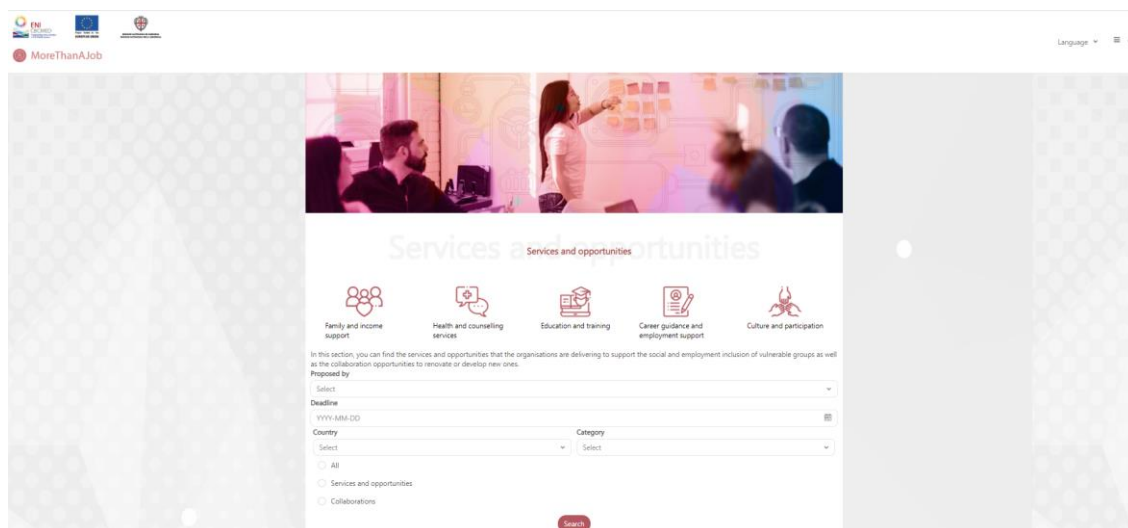 ENI
CBCMED
EUROPEAN UNION
MoreThanAJob
Language
Services and opportunities
Services and opportunities
Family and income
support
Health and counselling
services
Education and training
Career guidance and
employment support
Culture and participation
In this section, you can find the services and opportunities that the organisations are delivering to support the social and employment inclusion of vulnerable groups as well
as the collaboration opportunities to renovate or develop new ones.
Proposed by
Select
Deadline
YYYY-MM-DD
Country
Category
Select
Select
All
Services and opportunities
Collaborations
Search